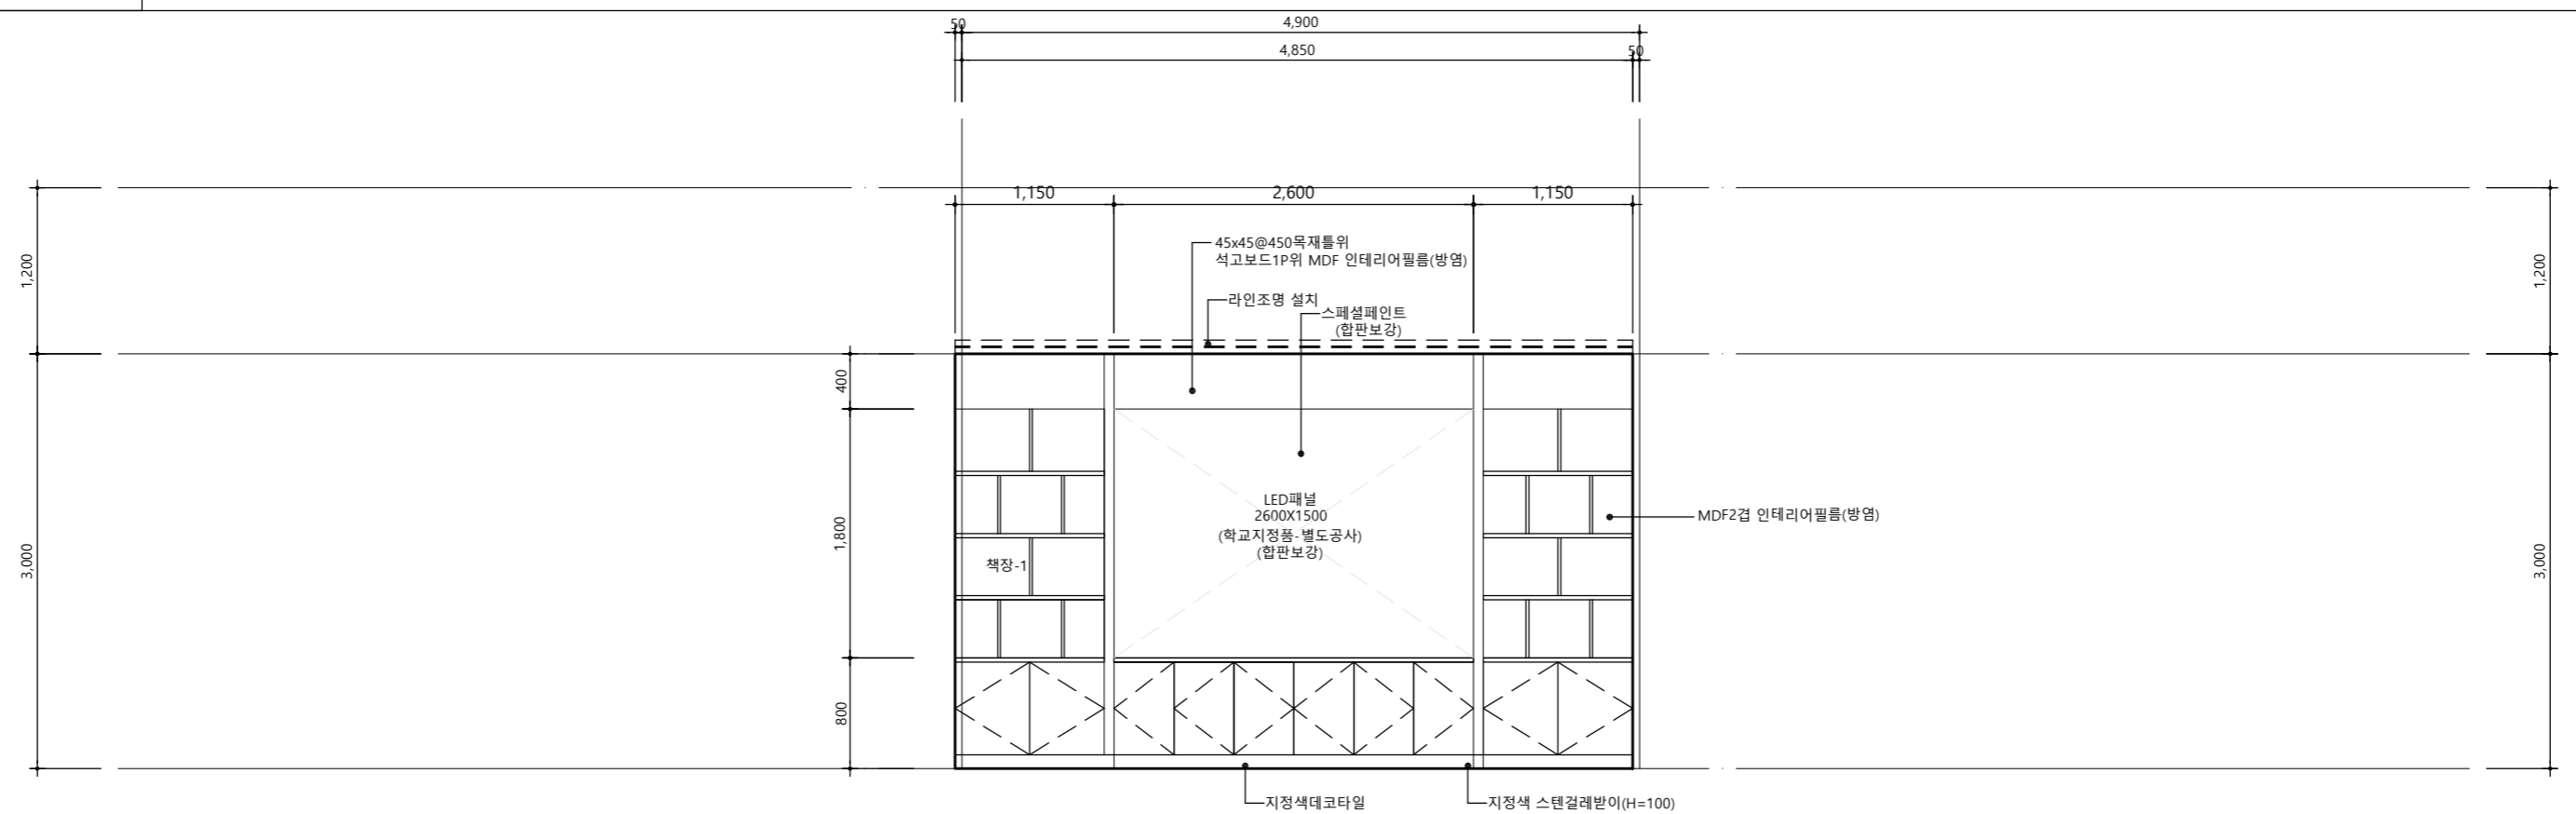 50
4,900
4,850
50
1,150
2,600
1,150
1,200
1,200
45x45@450목재틀위
석고보드1P위 MDF 인테리어필름(방염)
라인조명 설치
스페셜페인트
(합판보강)
400
LED패널
2600X1500
(학교지정품-별도공사)
(합판보강)
MDF2겹 인테리어필름(방염)
1,800
3,000
3,000
책장-1
800
지정색데코타일
지정색 스텐걸레받이(H=100)